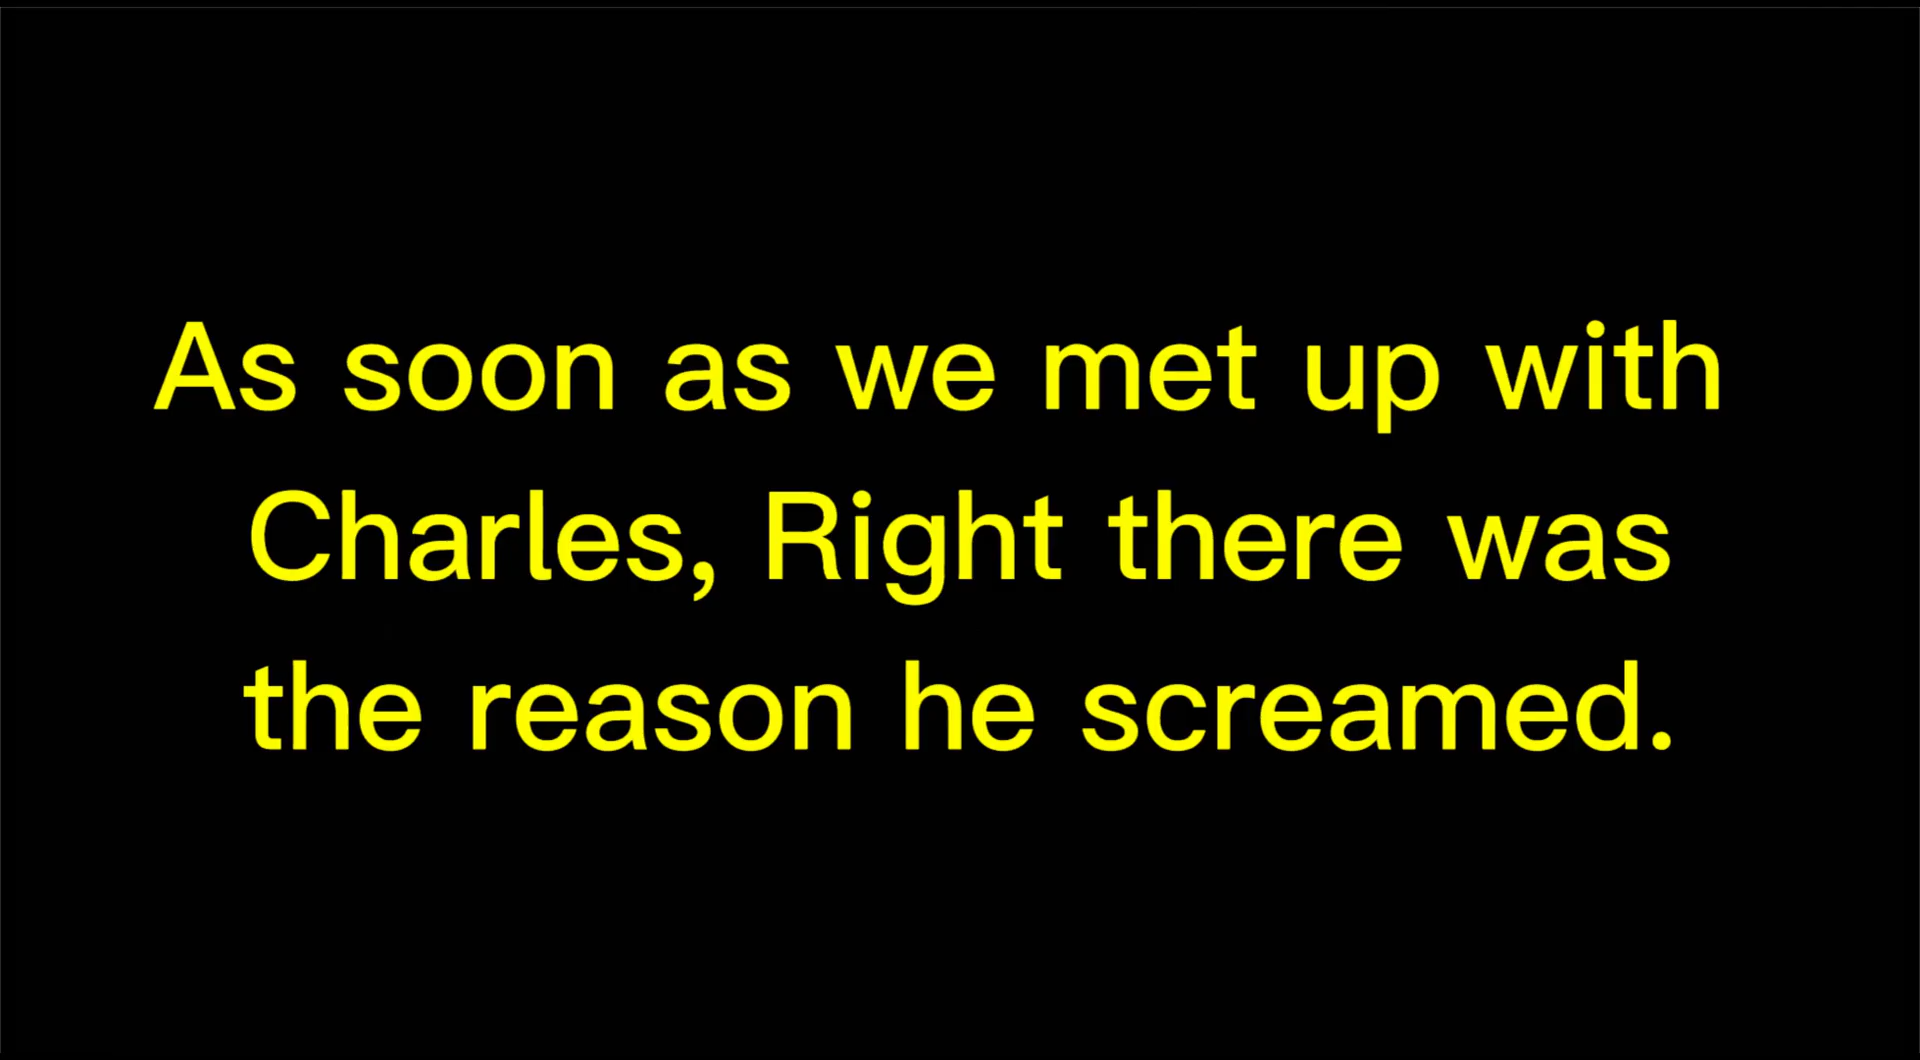 As soon as we met up with
Charles, Right there was
the reason he screamed.